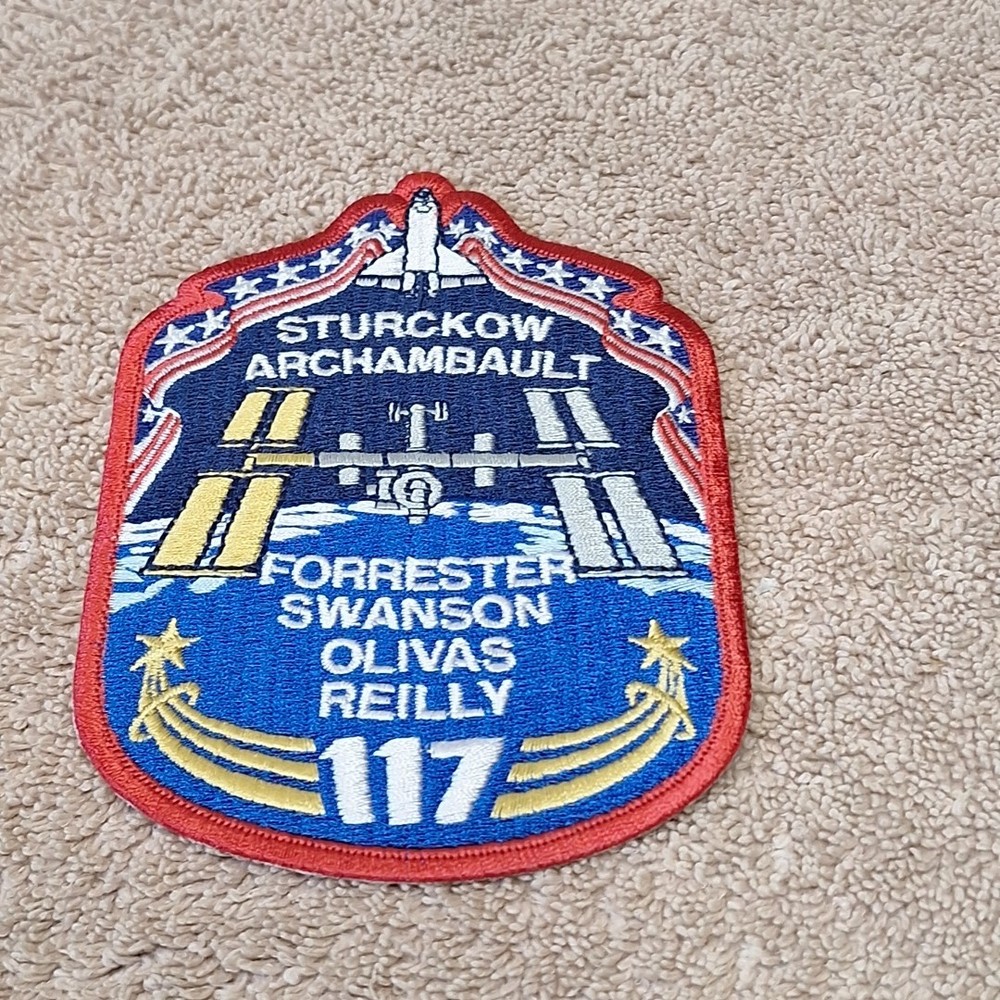 STURCKOW
ARCHAMBAULT
FORRESTER
SWANSON
OLIVAS
REILLY
117